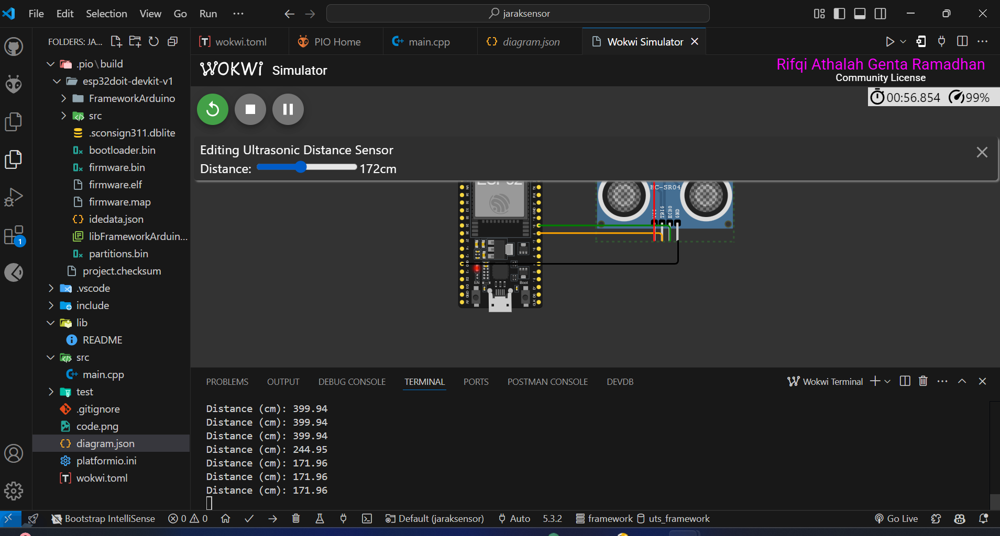 File Edit Selection View Go Run ···
jaraksensor
FOLDERS: JA...
wokwi.toml
PIO Home
main.cpp
diagram.json
Wokwi Simulator
WOKWi Simulator
Rifqi Athalah Genta Ramadhan
Community License
00:56.854 99%
Editing Ultrasonic Distance Sensor
Distance: 172cm
HC-SR04
TRIG
ECHO
GND
EN
Boot
.pio\build
esp32doit-devkit-v1
FrameworkArduino
src
.sconsign311.dblite
bootloader.bin
firmware.bin
firmware.elf
firmware.map
idedata.json
libFrameworkArduin...
partitions.bin
project.checksum
.vscode
include
lib
README
src
main.cpp
test
.gitignore
code.png
diagram.json
platformio.ini
wokwi.toml
1
PROBLEMS OUTPUT DEBUG CONSOLE TERMINAL PORTS POSTMAN CONSOLE DEVDB
Wokwi Terminal
Distance (cm): 399.94
Distance (cm): 399.94
Distance (cm): 399.94
Distance (cm): 244.95
Distance (cm): 171.96
Distance (cm): 171.96
Distance (cm): 171.96
Bootstrap IntelliSense 0 0 Default (jaraksensor) Auto 5.3.2 framework uts_framework Go Live